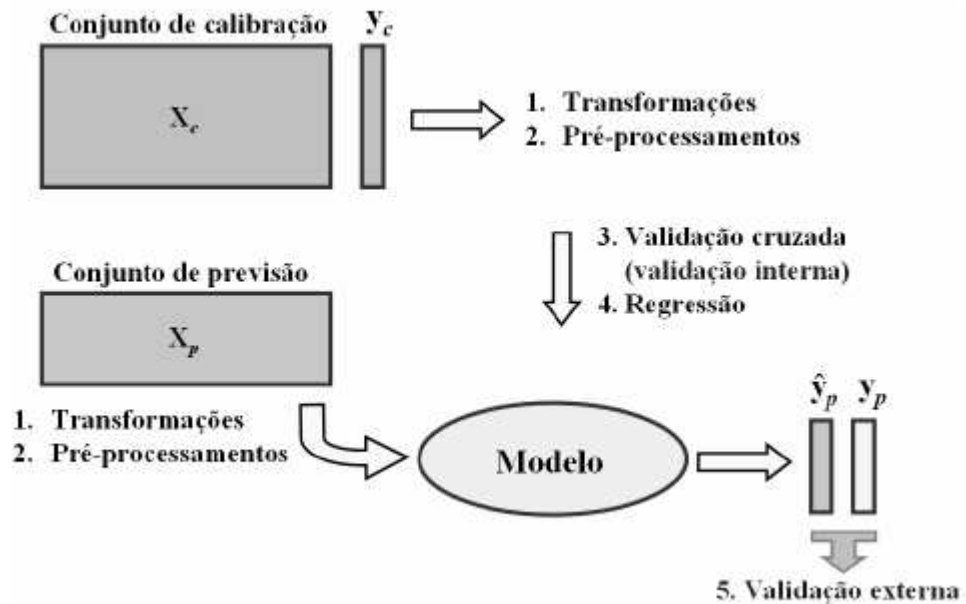 Conjunto de calibração
y_c
X_c
1. Transformações
2. Pré-processamentos
3. Validação cruzada
(validação interna)
4. Regressão
Conjunto de previsão
X_p
1. Transformações
2. Pré-processamentos
Modelo
ŷ_p y_p
5. Validação externa